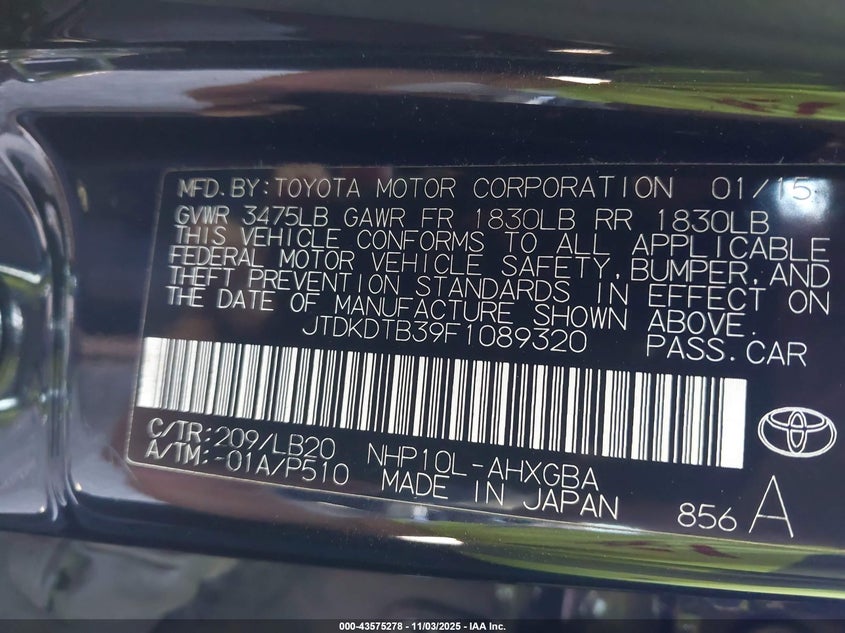 MFD. BY: TOYOTA MOTOR CORPORATION 01/15
GVWR 3475LB GAWR FR 1830LB RR 1830LB
THIS VEHICLE CONFORMS TO ALL APPLICABLE
FEDERAL MOTOR VEHICLE SAFETY, BUMPER, AND
THEFT PREVENTION STANDARDS IN EFFECT ON
THE DATE OF MANUFACTURE SHOWN ABOVE.
JTDKDTB39F1089320 PASS. CAR
C/TR: 209/LB20 NHP10L-AHXGBA
A/TM: -01A/P510 MADE IN JAPAN
856 A
000-43575278 - 11/03/2025 - IAA Inc.